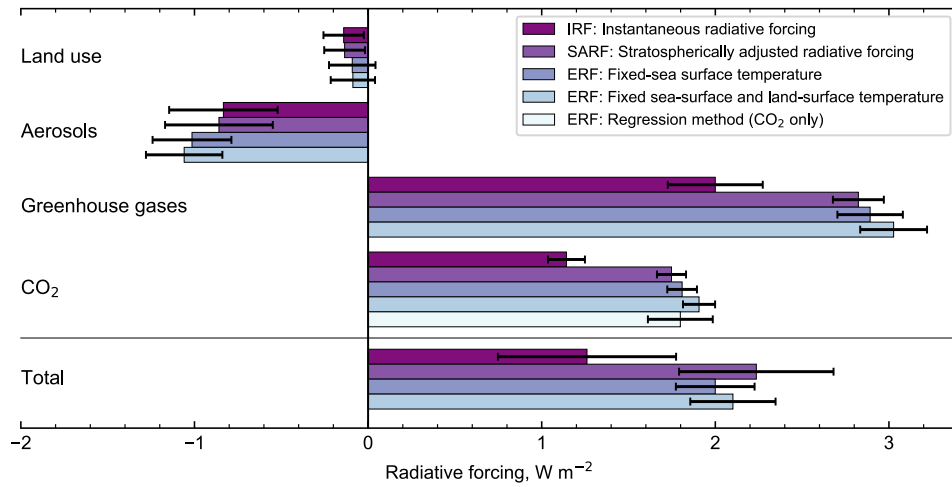 Land use
Aerosols
Greenhouse gases
CO₂
Total
IRF: Instantaneous radiative forcing
SARF: Stratospherically adjusted radiative forcing
ERF: Fixed-sea surface temperature
ERF: Fixed sea-surface and land-surface temperature
ERF: Regression method (CO₂ only)
−2 −1 0 1 2 3
Radiative forcing, W m⁻²